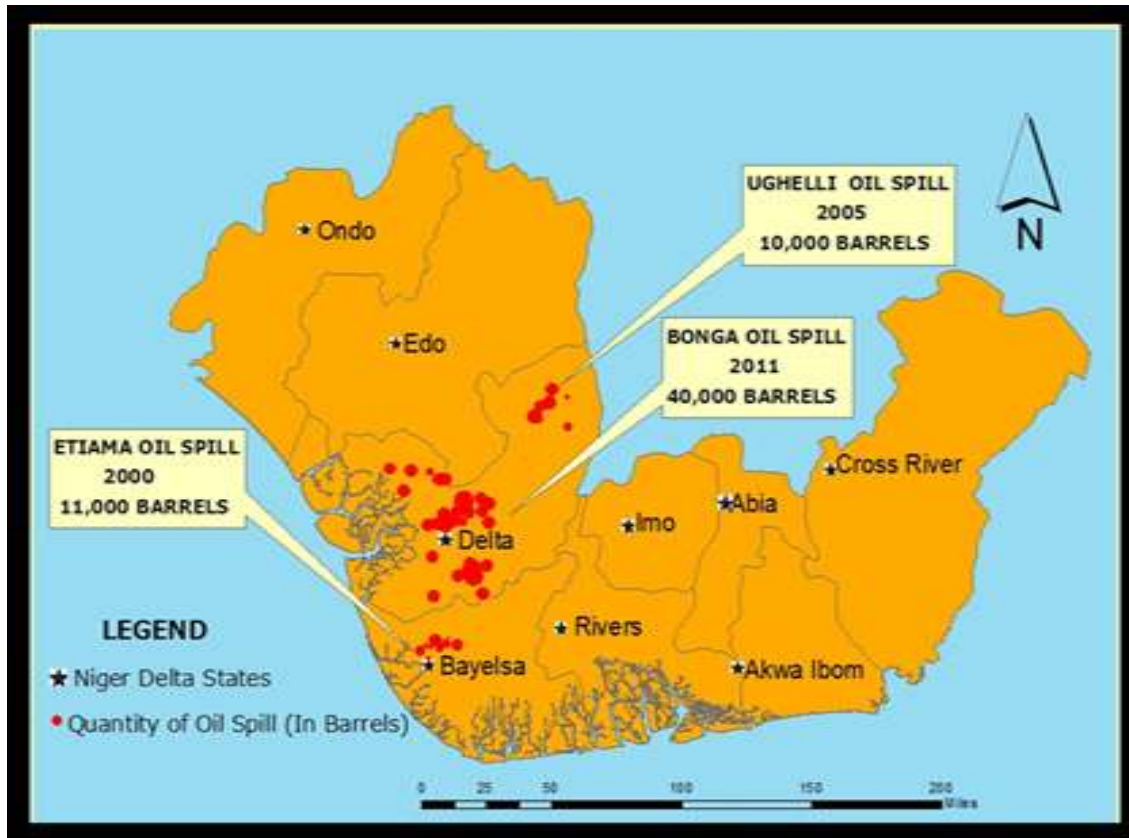 UGHELLI OIL SPILL
2005
10,000 BARRELS
BONGA OIL SPILL
2011
40,000 BARRELS
ETIAMA OIL SPILL
2000
11,000 BARRELS
N
Ondo
Edo
Cross River
Abia
Imo
Delta
Rivers
Bayelsa
Akwa Ibom
LEGEND
Niger Delta States
Quantity of Oil Spill (In Barrels)
0 25 50 100 150 200
Miles